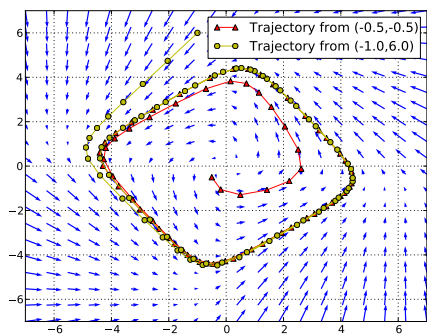 Trajectory from (-0.5,-0.5)
Trajectory from (-1.0,6.0)
6
4
2
0
−2
−4
−6
−6 −4 −2 0 2 4 6